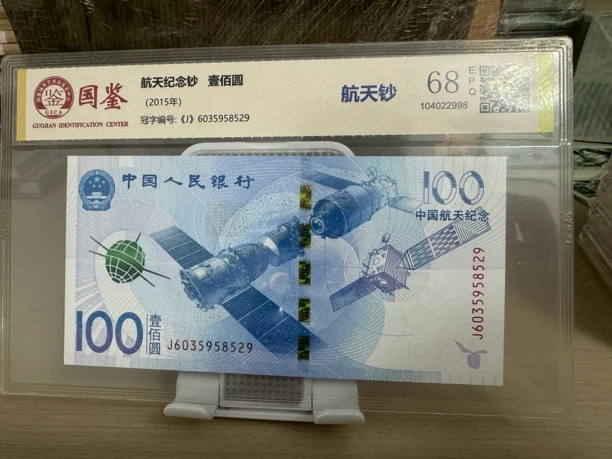 国鉴
GSCA
GUOJIAN IDENTIFICATION CENTER
航天纪念钞 壹佰圆
(2015年)
冠字编号:《J》6035958529
航天钞
68
EPQ
104022998
中国人民银行
100
中国航天纪念
J6035958529
100
壹佰圆
J6035958529